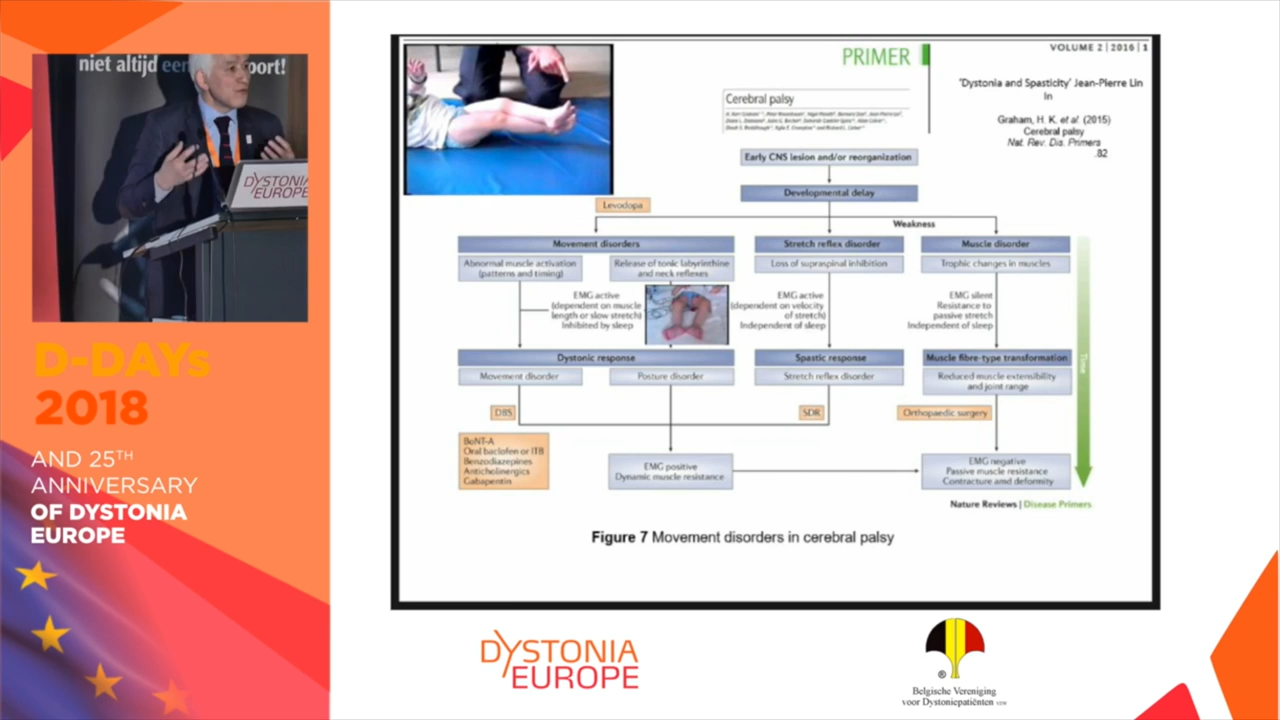 niet altijd
oort!
DYSTONIA
EUROPE
D-DAYs
2018
AND 25TH
ANNIVERSARY
OF DYSTONIA
EUROPE
PRIMER
VOLUME 2 | 2016 | 1
Cerebral palsy
'Dystonia and Spasticity' Jean-Pierre Lin
In
Graham, H. K. et al. (2015)
Cerebral palsy
Nat. Rev. Dis. Primers
.82
Early CNS lesion and/or reorganization
Developmental delay
Levodopa
Weakness
Movement disorders
Abnormal muscle activation
(patterns and timing)
Release of tonic labyrinthine
and neck reflexes
Stretch reflex disorder
Loss of supraspinal inhibition
Muscle disorder
Trophic changes in muscles
EMG active
(dependent on muscle
length or slow stretch)
Inhibited by sleep
EMG active
(dependent on velocity
of stretch)
Independent of sleep
EMG silent
Resistance to
passive stretch
Independent of sleep
Time
Dystonic response
Movement disorder
Posture disorder
Spastic response
Stretch reflex disorder
Muscle fibre-type transformation
Reduced muscle extensibility
and joint range
DBS
SDR
Orthopaedic surgery
BoNT-A
Oral baclofen or ITB
Benzodiazepines
Anticholinergics
Gabapentin
EMG positive
Dynamic muscle resistance
EMG negative
Passive muscle resistance
Contracture amd deformity
Nature Reviews | Disease Primers
Figure 7 Movement disorders in cerebral palsy
DYSTONIA
EUROPE
®
Belgische Vereniging
voor Dystoniepatiënten vzw